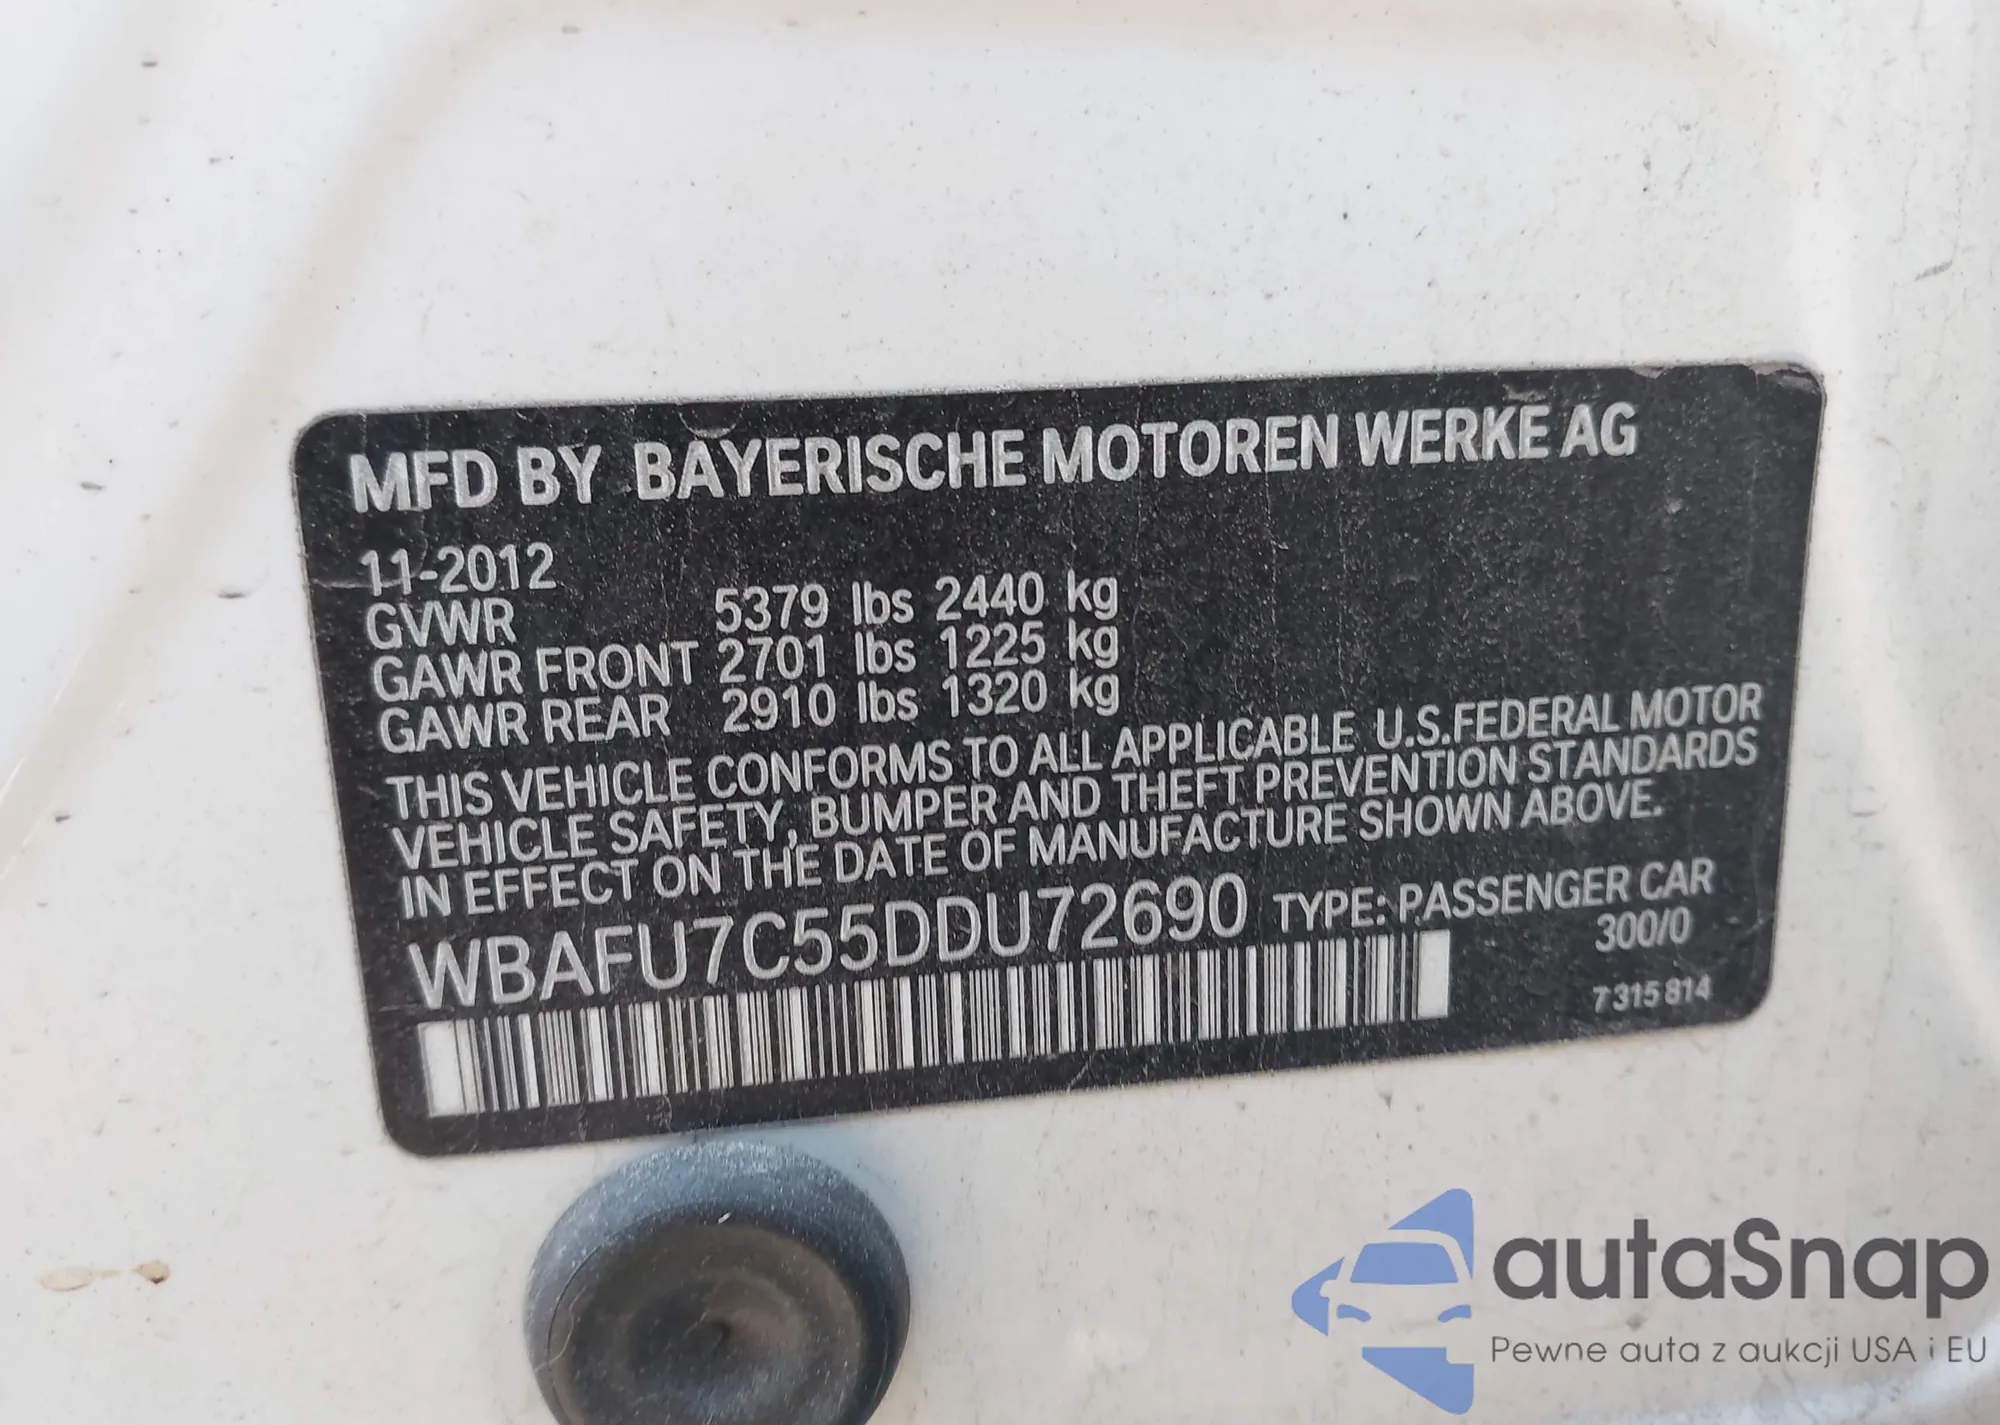 MFD BY BAYERISCHE MOTOREN WERKE AG
11-2012
GVWR 5379 lbs 2440 kg
GAWR FRONT 2701 lbs 1225 kg
GAWR REAR 2910 lbs 1320 kg
THIS VEHICLE CONFORMS TO ALL APPLICABLE U.S.FEDERAL MOTOR
VEHICLE SAFETY, BUMPER AND THEFT PREVENTION STANDARDS
IN EFFECT ON THE DATE OF MANUFACTURE SHOWN ABOVE.
WBAFU7C55DDU72690 TYPE: PASSENGER CAR
300/0
7 315 814
autaSnap
Pewne auta z aukcji USA i EU